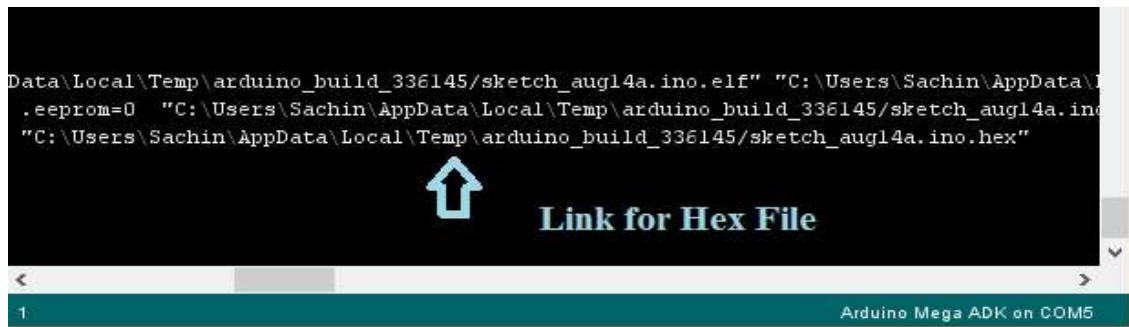 Data\Local\Temp\arduino_build_336145/sketch_aug14a.ino.elf" "C:\Users\Sachin\AppData\
.eeprom=0 "C:\Users\Sachin\AppData\Local\Temp\arduino_build_336145/sketch_aug14a.ino
"C:\Users\Sachin\AppData\Local\Temp\arduino_build_336145/sketch_aug14a.ino.hex"
Link for Hex File
1 Arduino Mega ADK on COM5